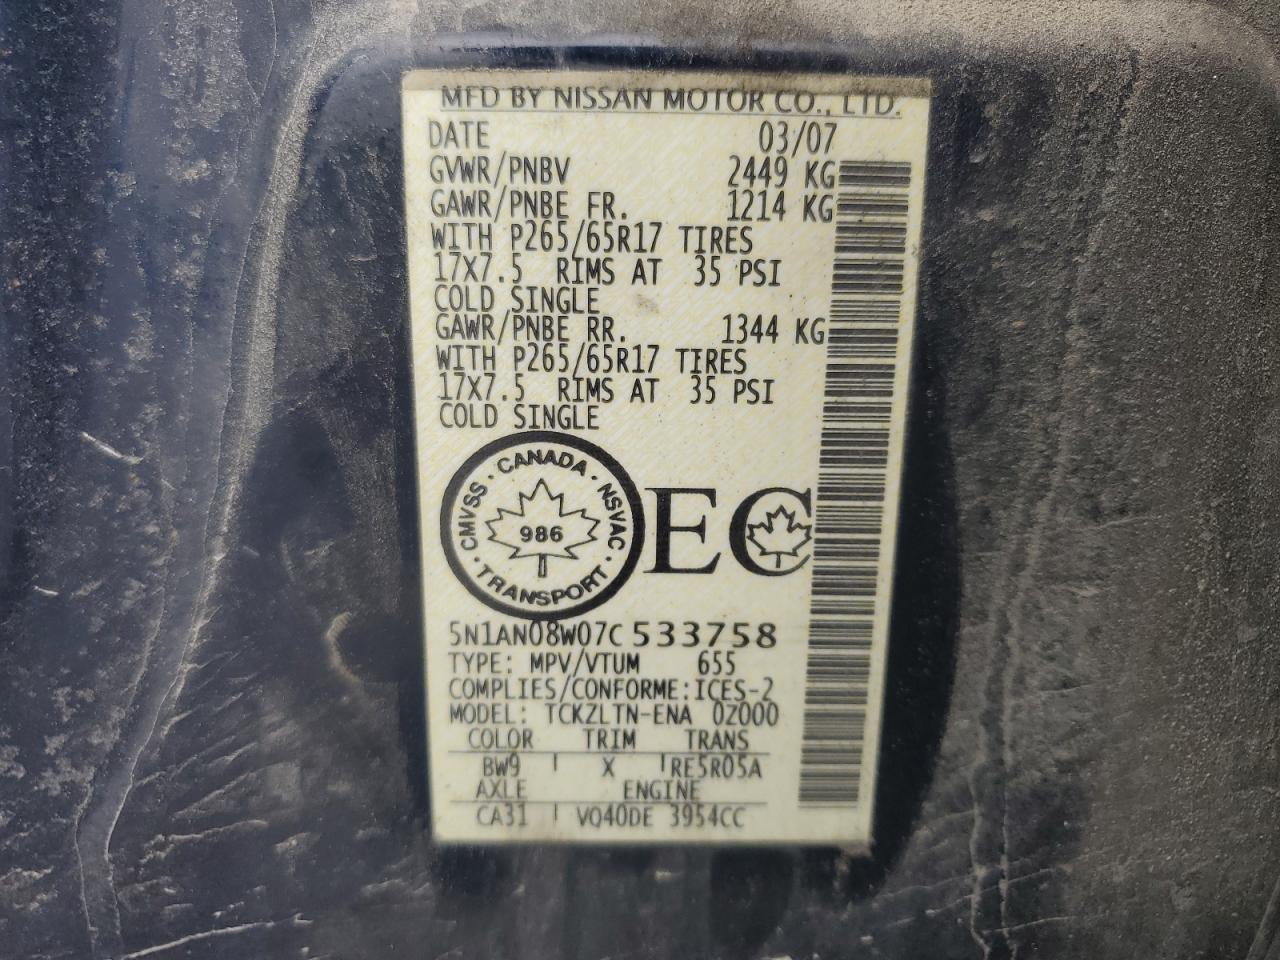 MFD BY NISSAN MOTOR CO., LTD.
DATE 03/07
GVWR/PNBV 2449 KG
GAWR/PNBE FR. 1214 KG
WITH P265/65R17 TIRES
17X7.5 RIMS AT 35 PSI
COLD SINGLE
GAWR/PNBE RR. 1344 KG
WITH P265/65R17 TIRES
17X7.5 RIMS AT 35 PSI
COLD SINGLE
CMVSS · CANADA · NSVAC · TRANSPORT ·
986
EC
5N1AN08W07C533758
TYPE: MPV/VTUM 655
COMPLIES/CONFORME:ICES-2
MODEL: TCKZLTN-ENA 0Z000
COLOR TRIM TRANS
BW9 X RE5R05A
AXLE ENGINE
CA31 VQ40DE 3954CC